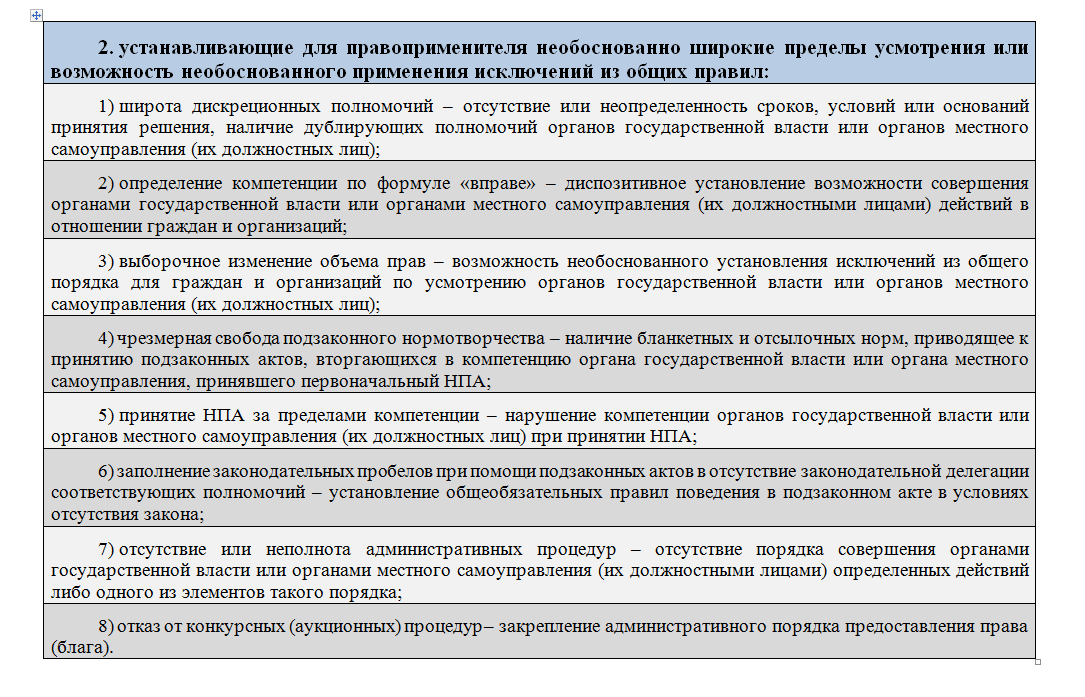 2. устанавливающие для правоприменителя необоснованно широкие пределы усмотрения или
возможность необоснованного применения исключений из общих правил:
1) широта дискреционных полномочий – отсутствие или неопределенность сроков, условий или оснований
принятия решения, наличие дублирующих полномочий органов государственной власти или органов местного
самоуправления (их должностных лиц);
2) определение компетенции по формуле «вправе» – диспозитивное установление возможности совершения
органами государственной власти или органами местного самоуправления (их должностными лицами) действий в
отношении граждан и организаций;
3) выборочное изменение объема прав – возможность необоснованного установления исключений из общего
порядка для граждан и организаций по усмотрению органов государственной власти или органов местного
самоуправления (их должностных лиц);
4) чрезмерная свобода подзаконного нормотворчества – наличие бланкетных и отсылочных норм, приводящее к
принятию подзаконных актов, вторгающихся в компетенцию органа государственной власти или органа местного
самоуправления, принявшего первоначальный НПА;
5) принятие НПА за пределами компетенции – нарушение компетенции органов государственной власти или
органов местного самоуправления (их должностных лиц) при принятии НПА;
6) заполнение законодательных пробелов при помощи подзаконных актов в отсутствие законодательной делегации
соответствующих полномочий – установление общеобязательных правил поведения в подзаконном акте в условиях
отсутствия закона;
7) отсутствие или неполнота административных процедур – отсутствие порядка совершения органами
государственной власти или органами местного самоуправления (их должностными лицами) определенных действий
либо одного из элементов такого порядка;
8) отказ от конкурсных (аукционных) процедур– закрепление административного порядка предоставления права
(блага).